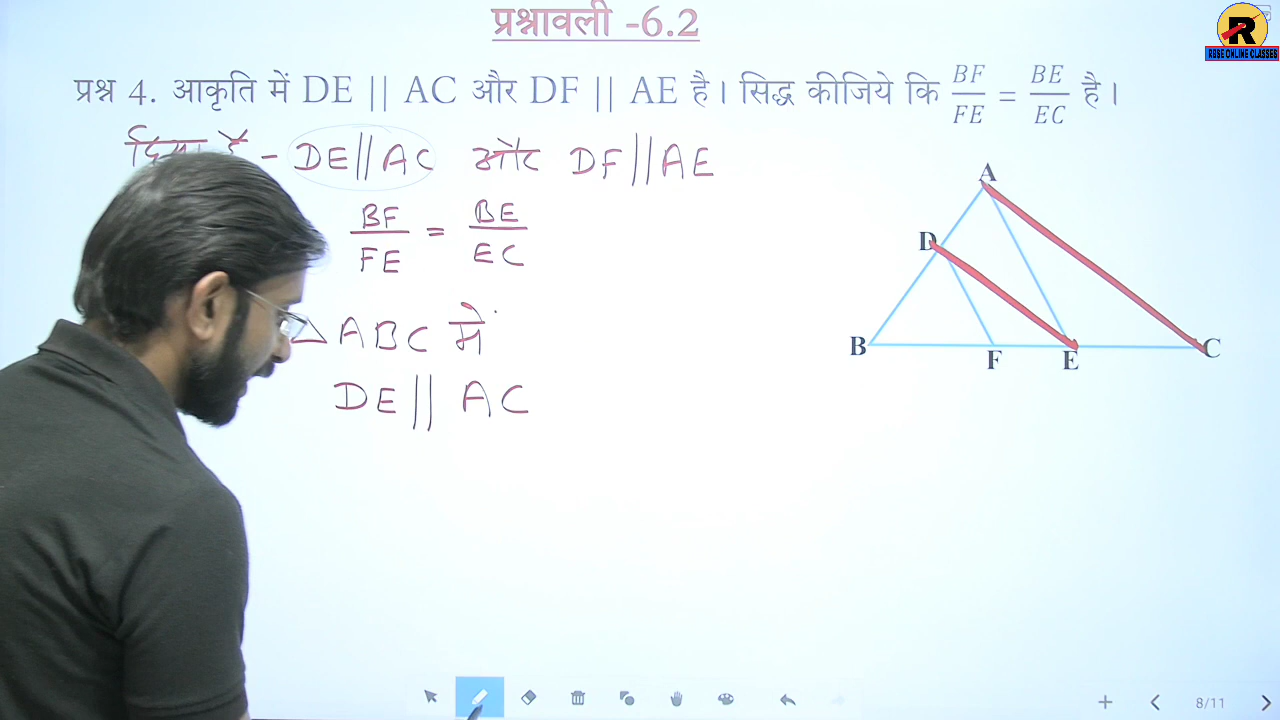 प्रश्नावली -6.2
R
RBSE ONLINE CLASSES
प्रश्न 4. आकृति में DE || AC और DF || AE है। सिद्ध कीजिये कि BF/FE = BE/EC है।
दिया है - DE || AC और DF || AE
BF/FE = BE/EC
△ABC में
DE || AC
A
D
B
F
E
C
8/11